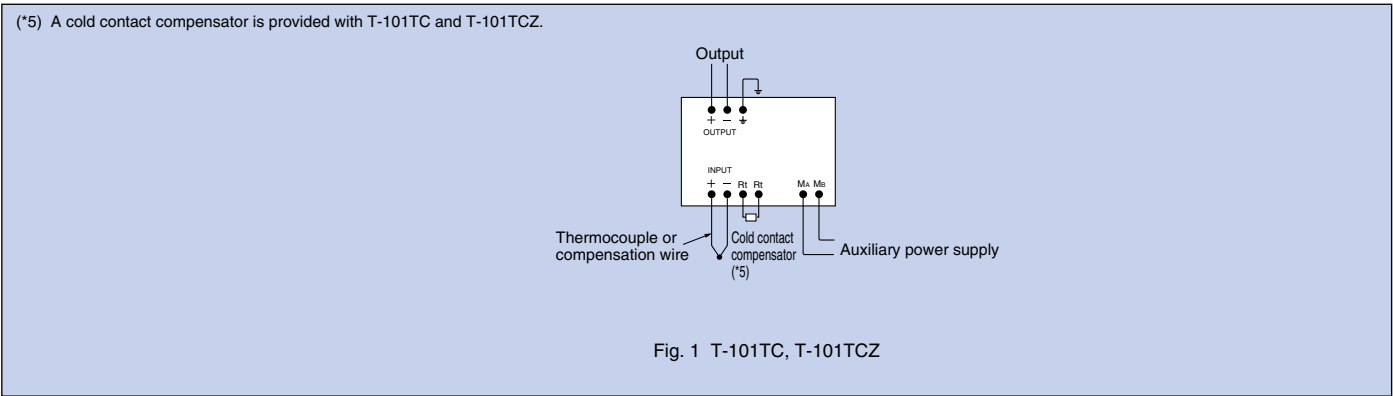 (*5) A cold contact compensator is provided with T-101TC and T-101TCZ.
Output
+ −
OUTPUT
INPUT
+ − Rt Rt MA MB
Thermocouple or
compensation wire
Cold contact
compensator
(*5)
Auxiliary power supply
Fig. 1 T-101TC, T-101TCZ